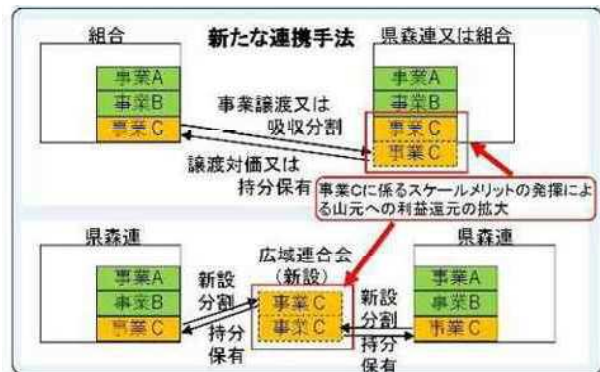 新たな連携手法
組合
事業A
事業B
事業C
事業譲渡又は
吸収分割
譲渡対価又は
持分保有
県森連又は組合
事業A
事業B
事業C
事業C
事業Cに係るスケールメリットの発揮によ
る山元への利益還元の拡大
県森連
事業A
事業B
事業C
新設
分割
持分
保有
広域連合会
(新設)
事業C
事業C
新設
分割
持分
保有
県森連
事業A
事業B
事業C